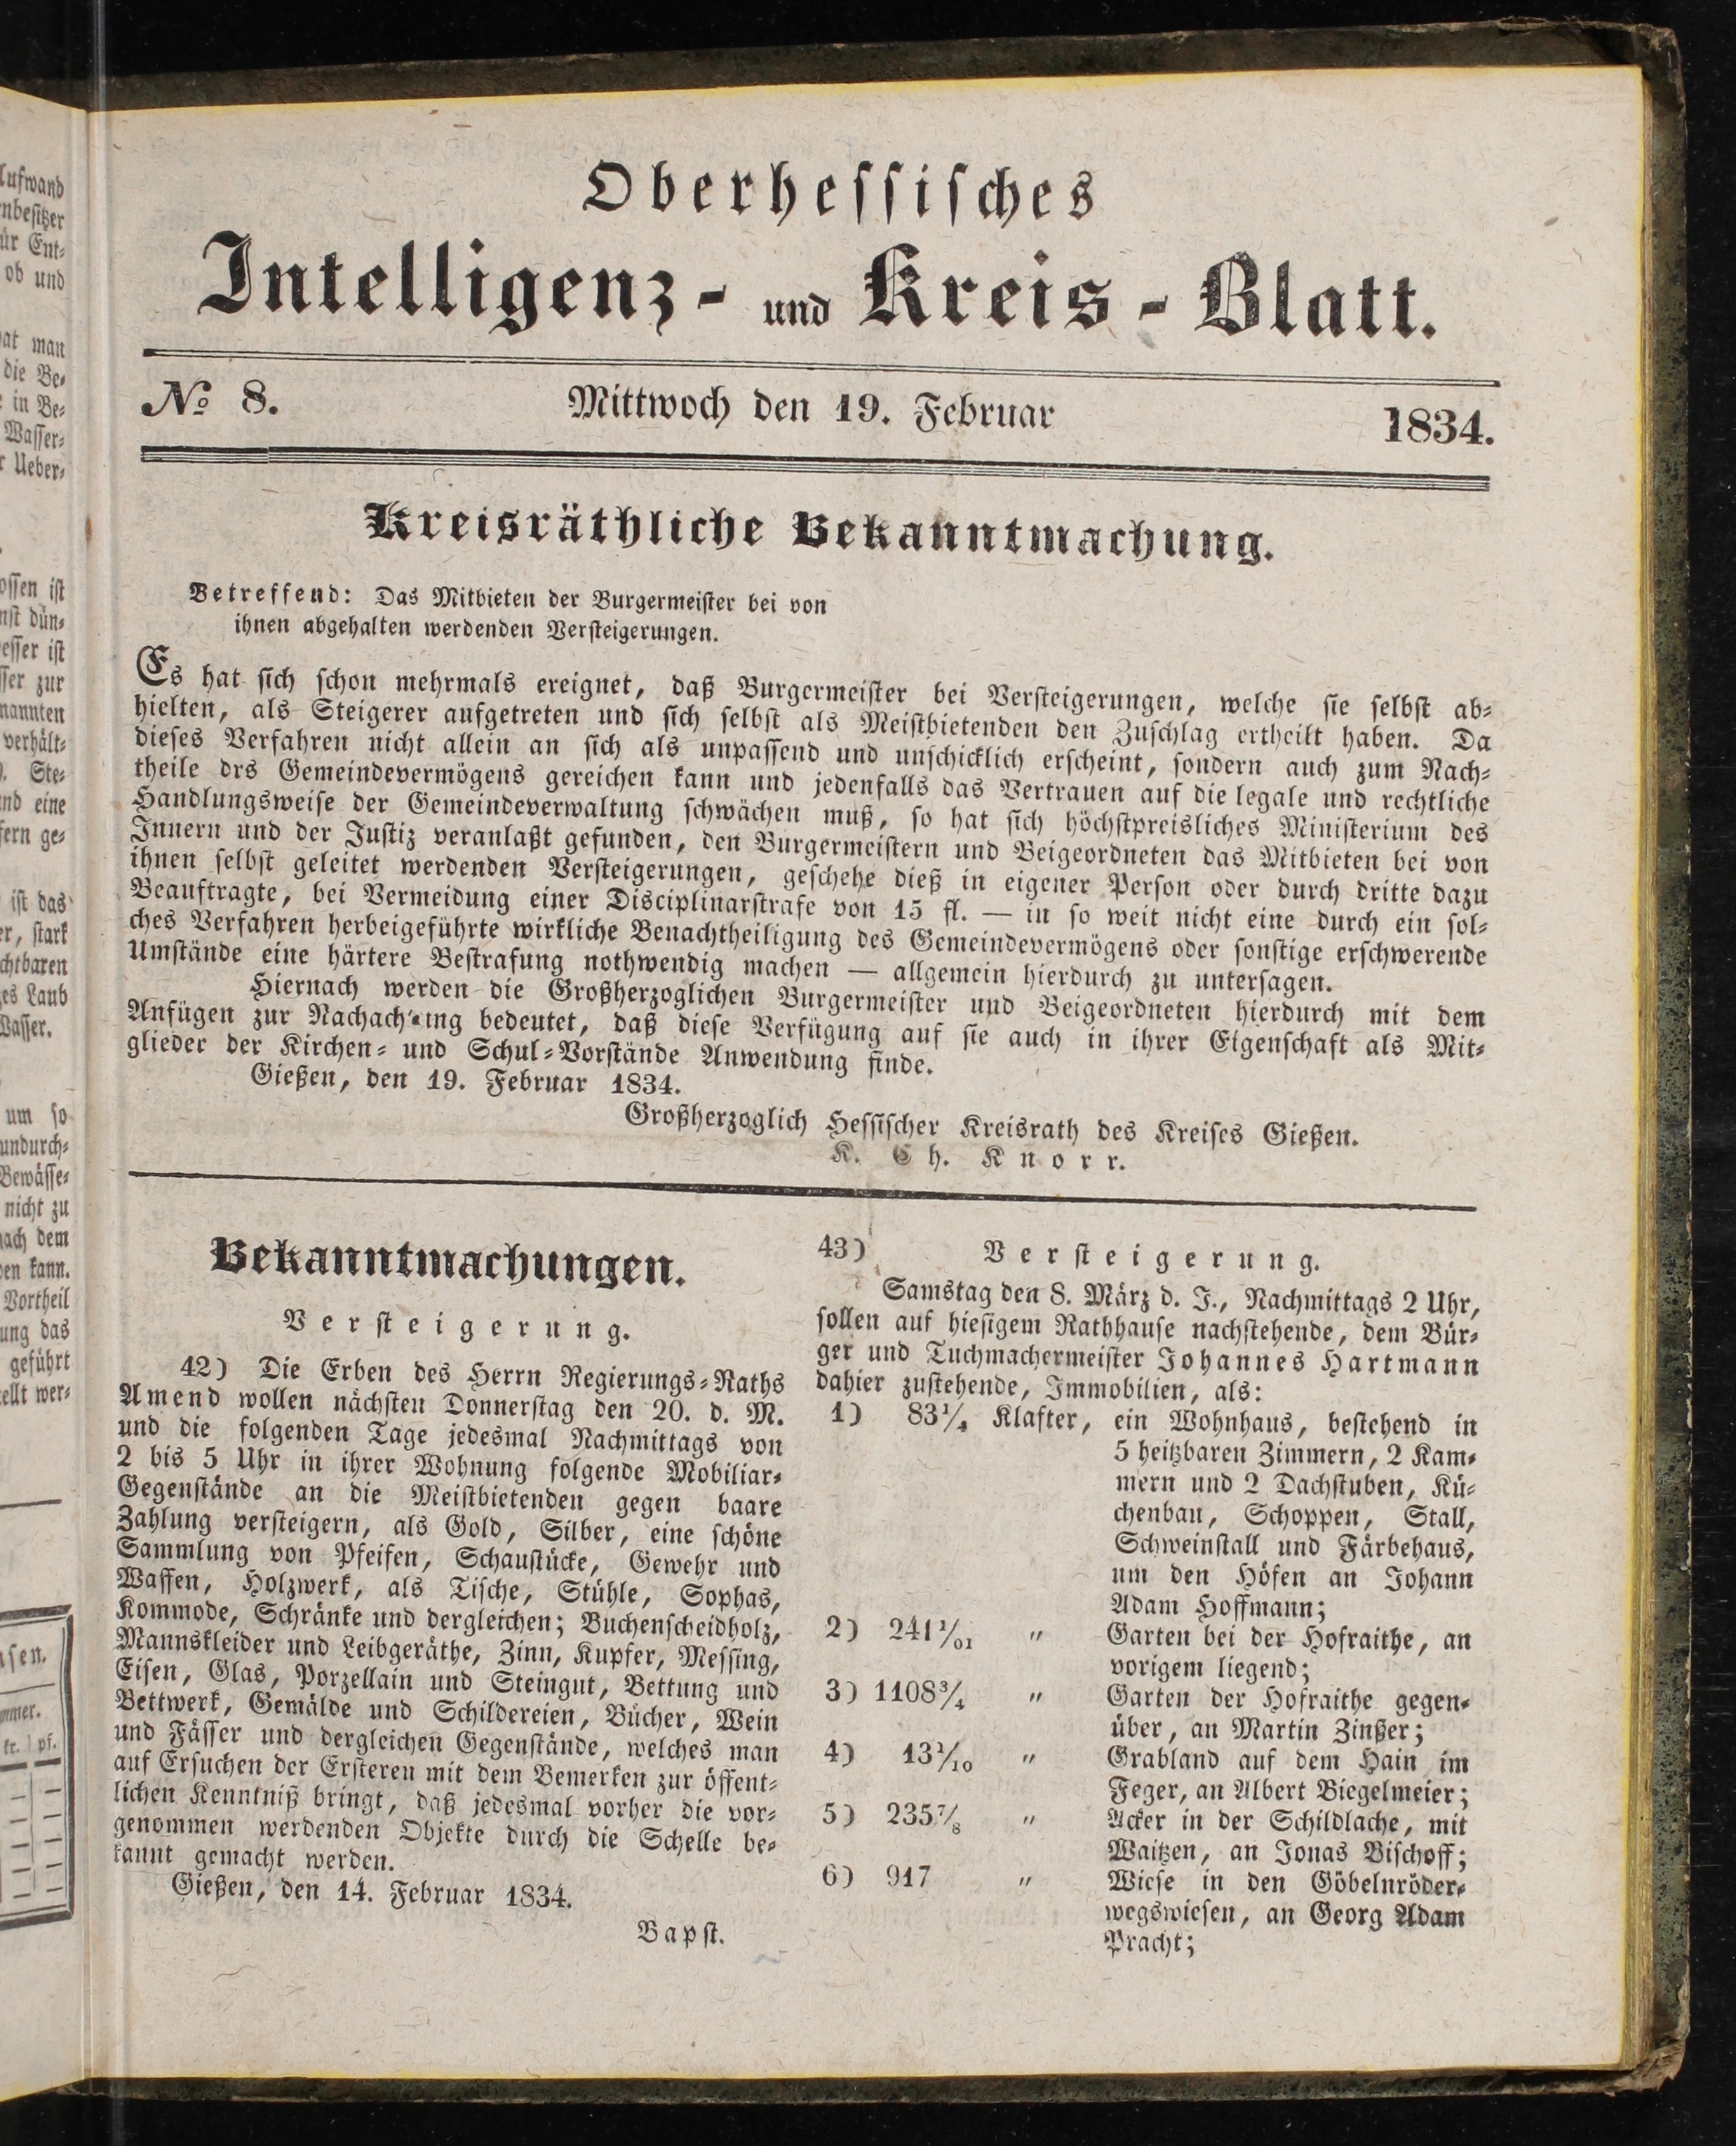 Oberhessisches
Intelligenz- und Kreis-Blatt.
No 8.
Mittwoch den 19. Februar
1834.
Kreisräthliche Bekanntmachung.
Betreffend: Das Mitbieten der Burgermeister bei von
ihnen abgehalten werdenden Versteigerungen.
Es hat sich schon mehrmals ereignet, daß Burgermeister bei Versteigerungen, welche sie selbst ab-
hielten, als Steigerer aufgetreten und sich selbst als Meistbietenden den Zuschlag ertheilt haben. Da
dieses Verfahren nicht allein an sich als unpassend und unschicklich erscheint, sondern auch zum Nach-
theile drs Gemeindevermögens gereichen kann und jedenfalls das Vertrauen auf die legale und rechtliche
Handlungsweise der Gemeindeverwaltung schwächen muß, so hat sich höchstpreisliches Ministerium des
Innern und der Justiz veranlaßt gefunden, den Burgermeistern und Beigeordneten das Mitbieten bei von
ihnen selbst geleitet werdenden Versteigerungen, geschehe dieß in eigener Person oder durch dritte dazu
Beauftragte, bei Vermeidung einer Disciplinarstrafe von 15 fl. — in so weit nicht eine durch ein sol-
ches Verfahren herbeigeführte wirkliche Benachtheiligung des Gemeindevermögens oder sonstige erschwerende
Umstände eine härtere Bestrafung nothwendig machen — allgemein hierdurch zu untersagen.
Hiernach werden die Großherzoglichen Burgermeister und Beigeordneten hierdurch mit dem
Anfügen zur Nachachtung bedeutet, daß diese Verfügung auf sie auch in ihrer Eigenschaft als Mit-
glieder der Kirchen- und Schul-Vorstände Anwendung finde.
Gießen, den 19. Februar 1834.
Großherzoglich Hessischer Kreisrath des Kreises Gießen.
K. Ch. Knorr.
Bekanntmachungen.
Versteigerung.
42) Die Erben des Herrn Regierungs-Raths
Amend wollen nächsten Donnerstag den 20. d. M.
und die folgenden Tage jedesmal Nachmittags von
2 bis 5 Uhr in ihrer Wohnung folgende Mobiliar-
Gegenstände an die Meistbietenden gegen baare
Zahlung versteigern, als Gold, Silber, eine schöne
Sammlung von Pfeifen, Schaustücke, Gewehr und
Waffen, Holzwerk, als Tische, Stühle, Sophas,
Kommode, Schränke und dergleichen; Buchenscheidholz,
Mannskleider und Leibgeräthe, Zinn, Kupfer, Messing,
Eisen, Glas, Porzellain und Steingut, Bettung und
Bettwerk, Gemälde und Schildereien, Bücher, Wein
und Fässer und dergleichen Gegenstände, welches man
auf Ersuchen der Ersteren mit dem Bemerken zur öffent-
lichen Kenntniß bringt, daß jedesmal vorher die vor-
genommen werdenden Objekte durch die Schelle be-
kannt gemacht werden.
Gießen, den 14. Februar 1834.
Bapst.
43) Versteigerung.
Samstag den 8. März d. J., Nachmittags 2 Uhr,
sollen auf hiesigem Rathhause nachstehende, dem Bür-
ger und Tuchmachermeister Johannes Hartmann
dahier zustehende, Immobilien, als:
1) 83 1/4 Klafter, ein Wohnhaus, bestehend in
5 heitzbaren Zimmern, 2 Kam-
mern und 2 Dachstuben, Kü-
chenbau, Schoppen, Stall,
Schweinstall und Färbehaus,
um den Höfen an Johann
Adam Hoffmann;
2) 241 1/01 " Garten bei der Hofraithe, an
vorigem liegend;
3) 1108 3/4 " Garten der Hofraithe gegen-
über, an Martin Zinßer;
4) 13 1/10 " Grabland auf dem Hain im
Feger, an Albert Biegelmeier;
5) 235 7/8 " Acker in der Schildlache, mit
Waitzen, an Jonas Bischoff;
6) 917 " Wiese in den Göbelnröder-
wegswiesen, an Georg Adam
Pracht;